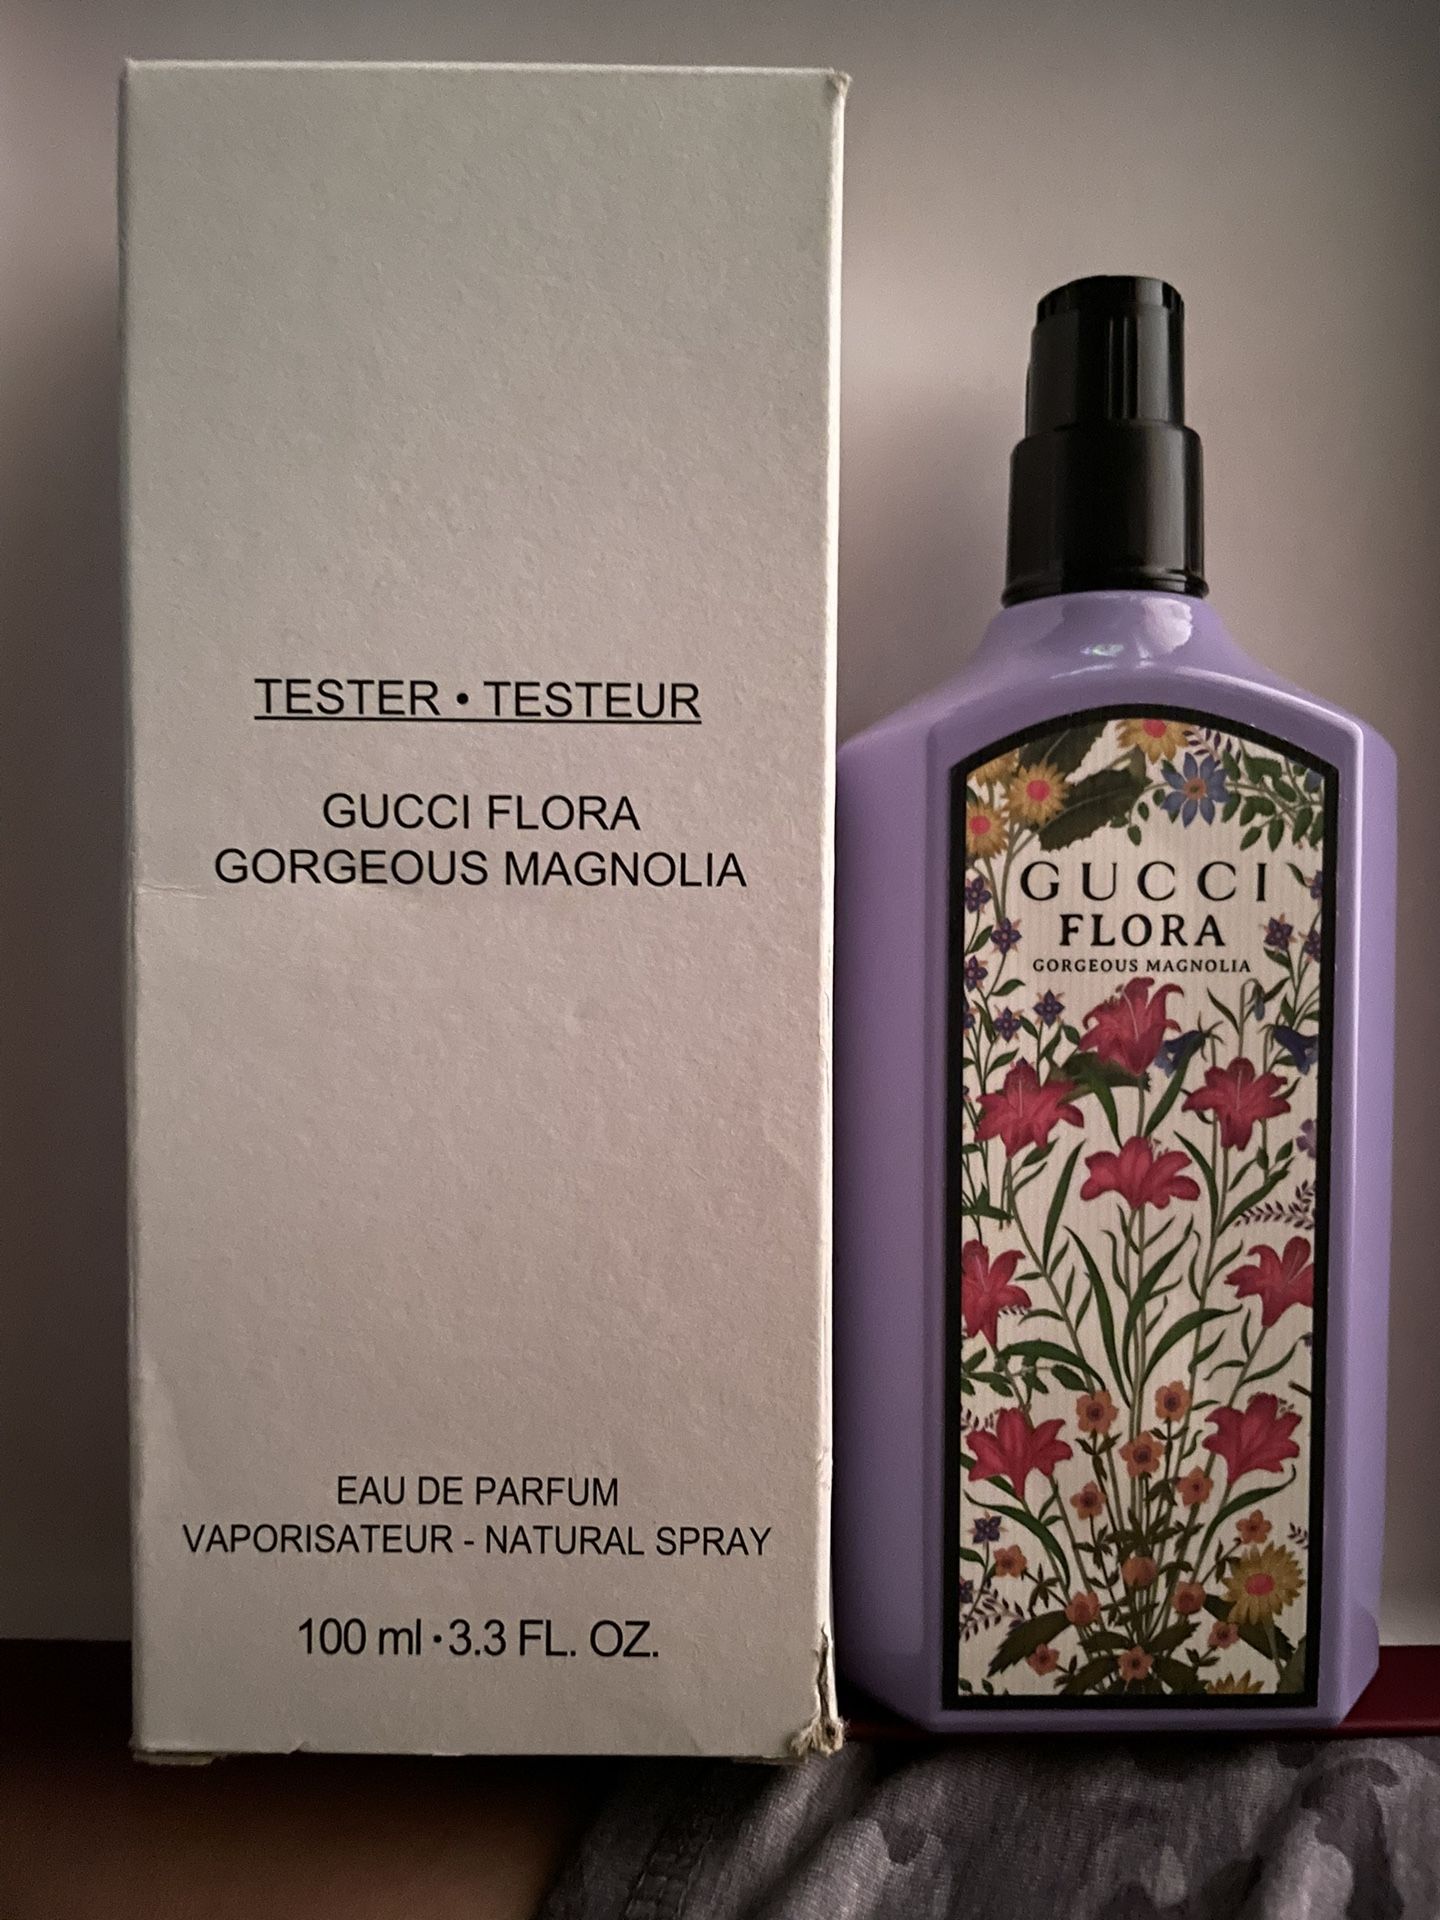 TESTER • TESTEUR
GUCCI FLORA
GORGEOUS MAGNOLIA
EAU DE PARFUM
VAPORISATEUR - NATURAL SPRAY
100 ml • 3.3 FL. OZ.
GUCCI
FLORA
GORGEOUS MAGNOLIA